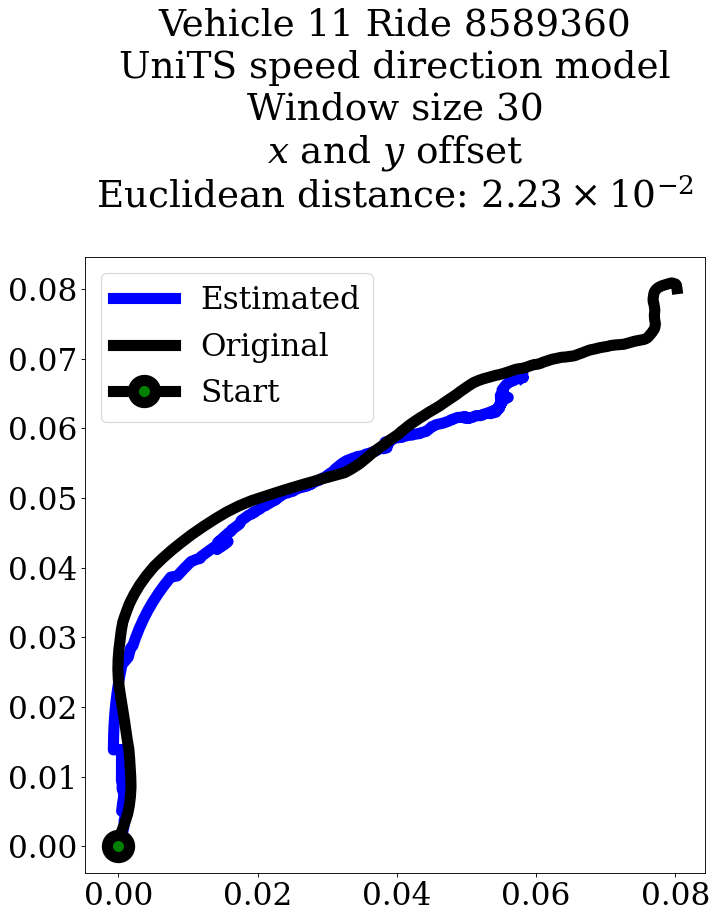 Vehicle 11 Ride 8589360
UniTS speed direction model
Window size 30
x and y offset
Euclidean distance: 2.23 × 10⁻²
Estimated
Original
Start
0.08
0.07
0.06
0.05
0.04
0.03
0.02
0.01
0.00
0.00 0.02 0.04 0.06 0.08